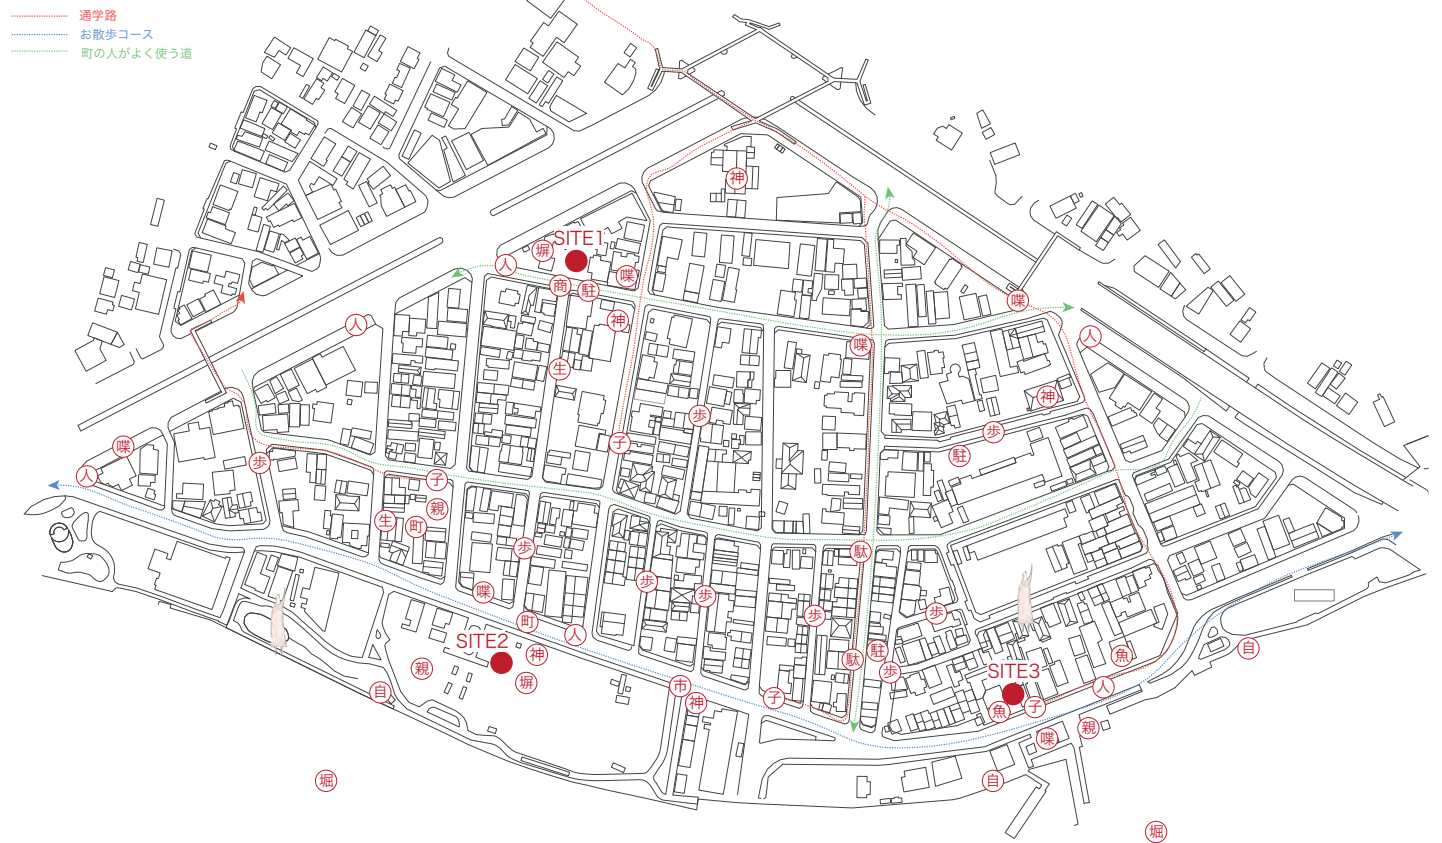 通学路
お散歩コース
町の人がよく使う道
神
SITE1
塀
人
喋
商
駐
喋
神
人
喋
人
生
神
歩
子
歩
駐
喋
人
歩
子
親
生
町
歩
駄
喋
歩
歩
歩
歩
町
人
SITE2
神
駐
親
塀
駄
歩
魚
自
SITE3
市
神
子
人
自
魚
子
親
喋
堀
自
堀